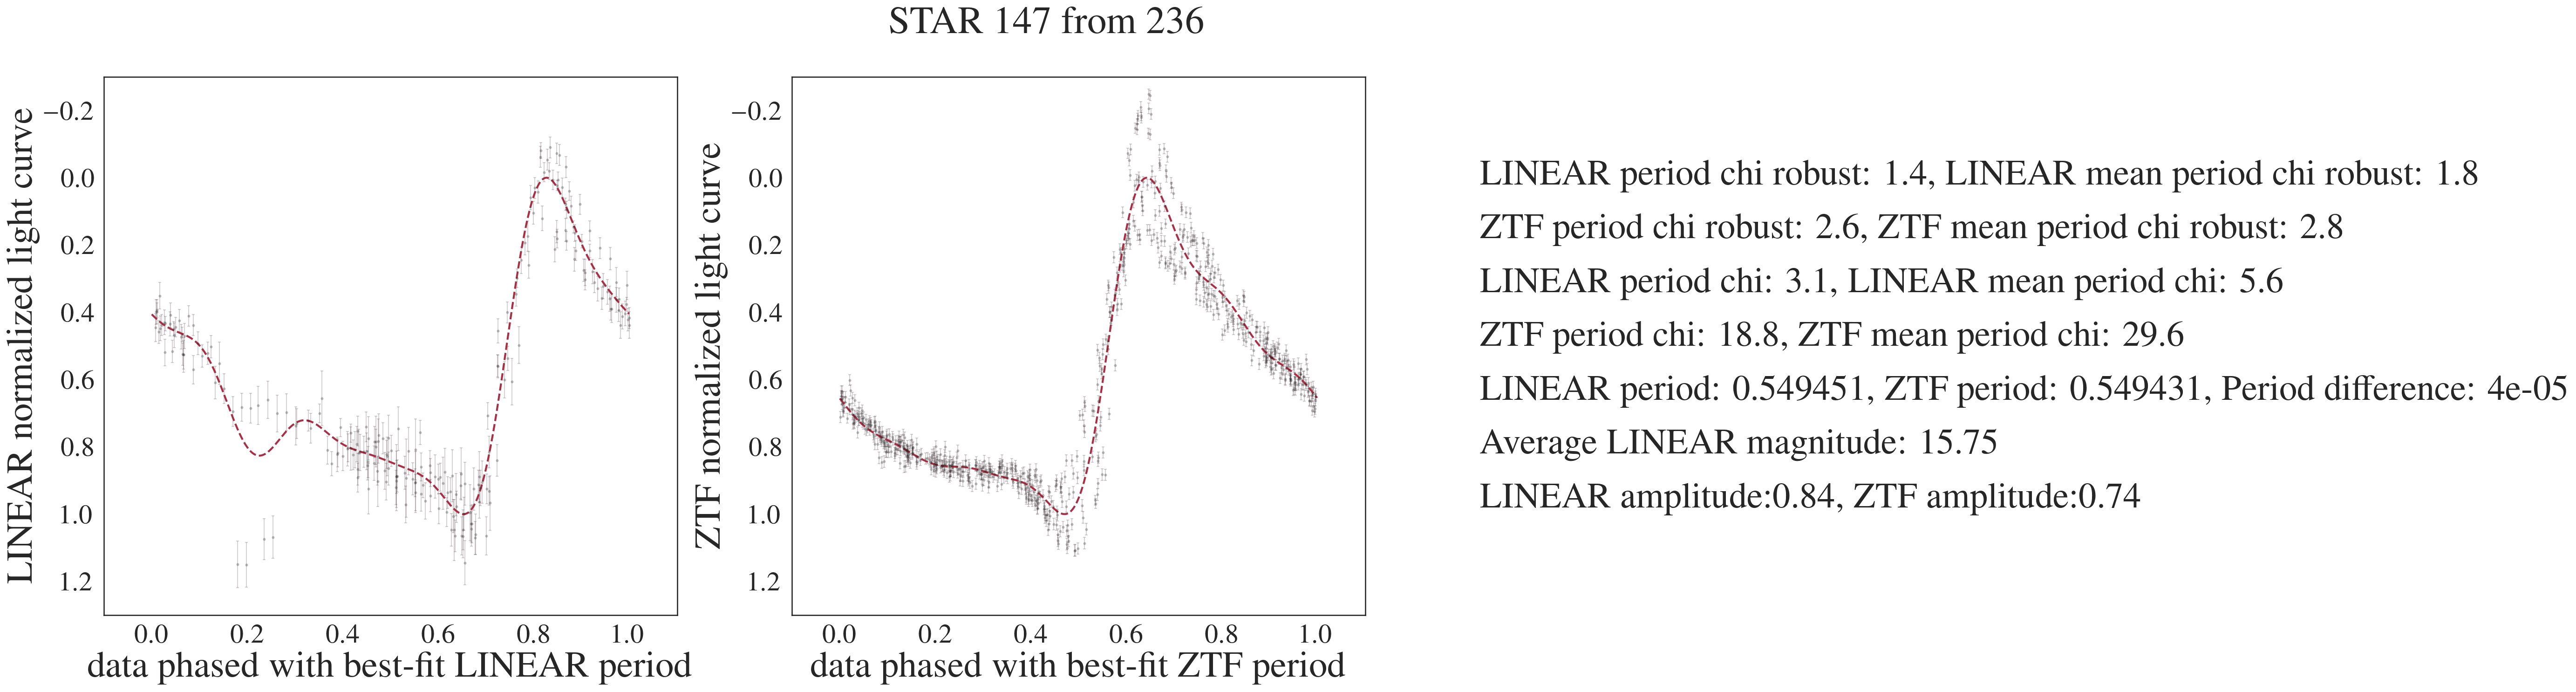 STAR 147 from 236
LINEAR normalized light curve
−0.2
0.0
0.2
0.4
0.6
0.8
1.0
1.2
0.0 0.2 0.4 0.6 0.8 1.0
data phased with best-fit LINEAR period
ZTF normalized light curve
−0.2
0.0
0.2
0.4
0.6
0.8
1.0
1.2
0.0 0.2 0.4 0.6 0.8 1.0
data phased with best-fit ZTF period
LINEAR period chi robust: 1.4, LINEAR mean period chi robust: 1.8
ZTF period chi robust: 2.6, ZTF mean period chi robust: 2.8
LINEAR period chi: 3.1, LINEAR mean period chi: 5.6
ZTF period chi: 18.8, ZTF mean period chi: 29.6
LINEAR period: 0.549451, ZTF period: 0.549431, Period difference: 4e-05
Average LINEAR magnitude: 15.75
LINEAR amplitude:0.84, ZTF amplitude:0.74